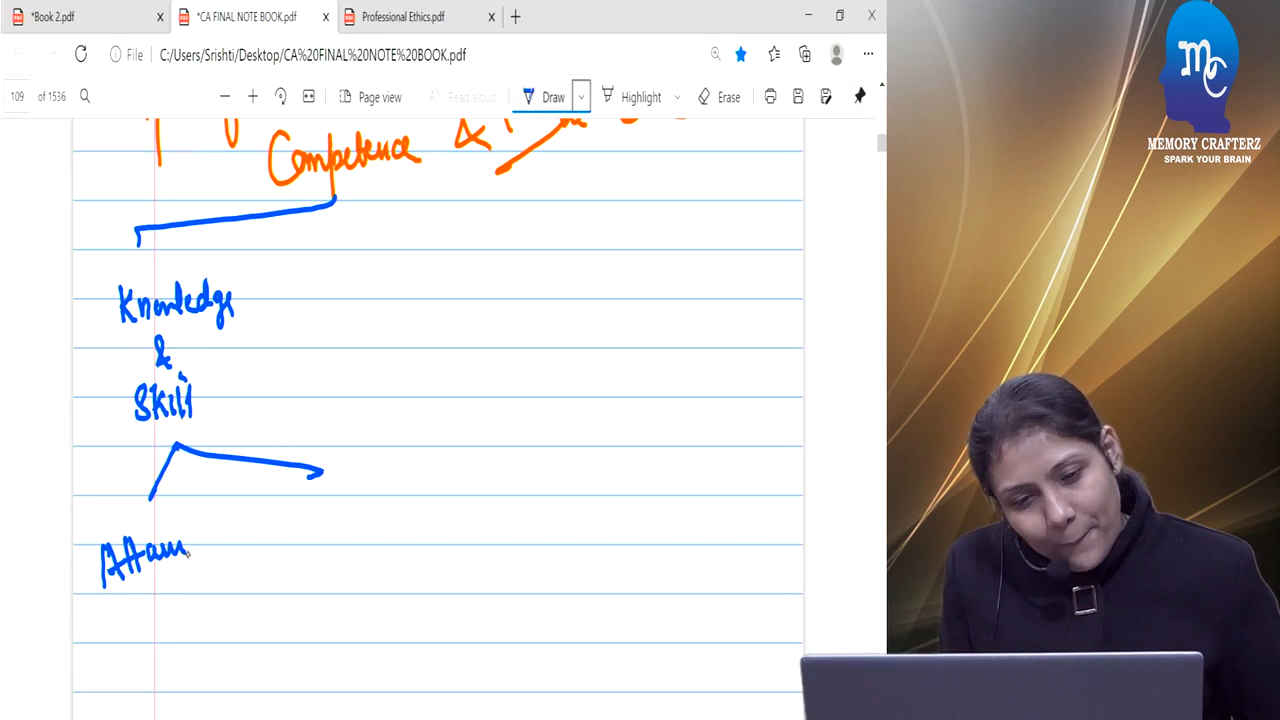 *Book 2.pdf
*CA FINAL NOTE BOOK.pdf
Professional Ethics.pdf
File
C:/Users/Srishti/Desktop/CA%20FINAL%20NOTE%20BOOK.pdf
109 of 1536
Page view
Read aloud
Draw
Highlight
Erase
Competence &
Knowledge
&
Skill
Attam
MC
MEMORY CRAFTERZ
SPARK YOUR BRAIN